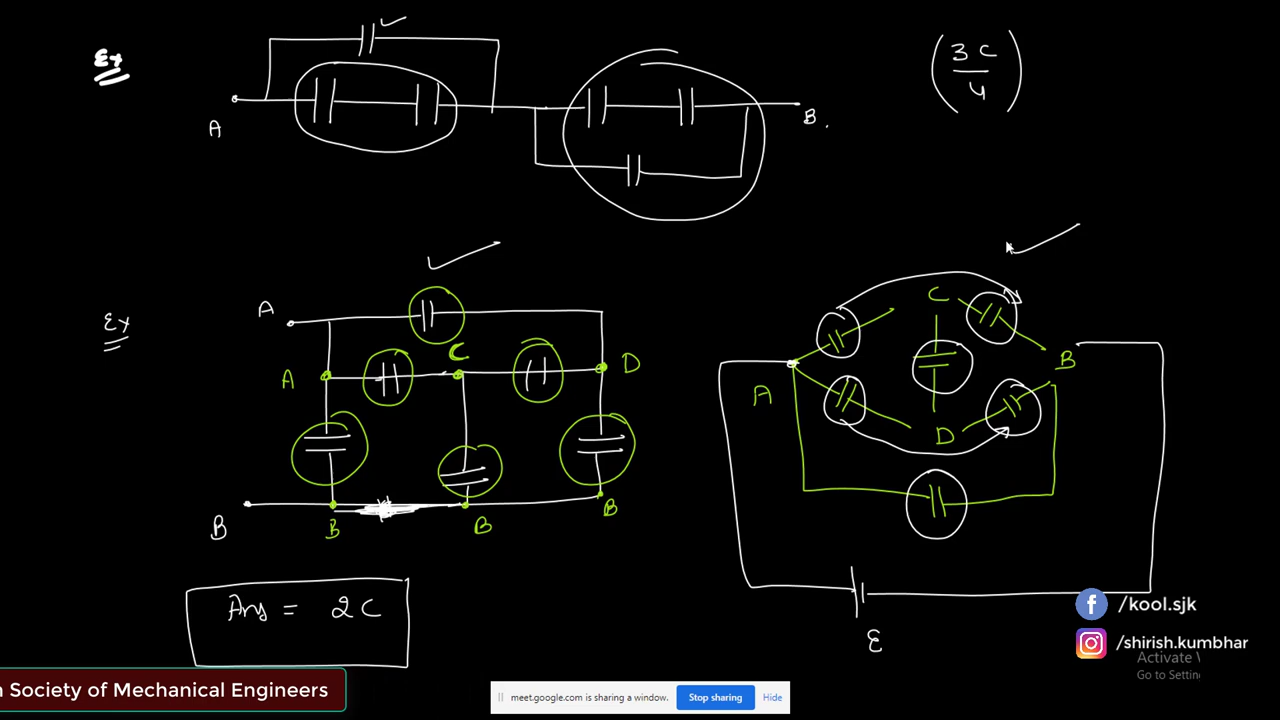 Ex
A
B.
(3C/4)
Ex
A
C
A
D
B
B
B
B
Ans = 2C
C
A
B
D
E
/kool.sjk
/shirish.kumbhar
Activate
Go to Settin
n Society of Mechanical Engineers
meet.google.com is sharing a window.
Stop sharing
Hide